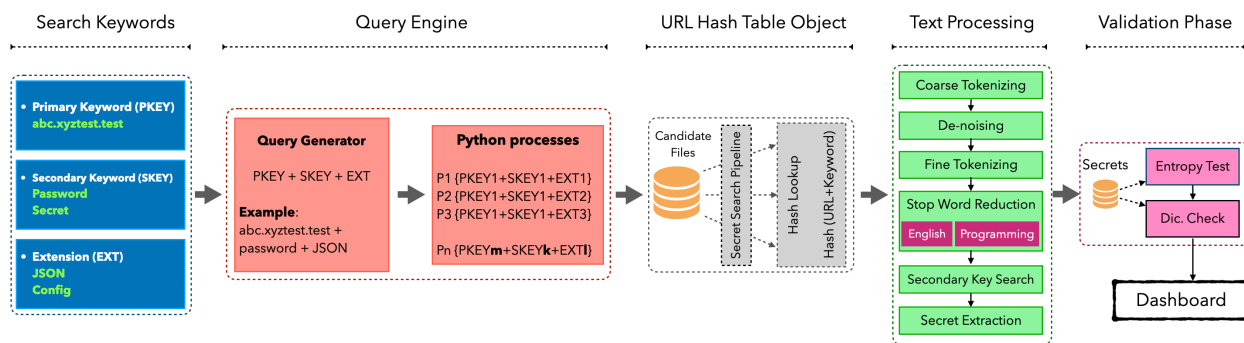 Search Keywords
Query Engine
URL Hash Table Object
Text Processing
Validation Phase
• Primary Keyword (PKEY)
abc.xyztest.test
• Secondary Keyword (SKEY)
Password
Secret
• Extension (EXT)
JSON
Config
Query Generator
PKEY + SKEY + EXT
Example:
abc.xyztest.test +
password + JSON
Python processes
P1 {PKEY1+SKEY1+EXT1}
P2 {PKEY1+SKEY1+EXT2}
P3 {PKEY1+SKEY1+EXT3}
Pn {PKEYm+SKEYk+EXTl}
Candidate
Files
Secret Search Pipeline
Hash Lookup
Hash (URL+Keyword)
Coarse Tokenizing
De-noising
Fine Tokenizing
Stop Word Reduction
English
Programming
Secondary Key Search
Secret Extraction
Secrets
Entropy Test
Dic. Check
Dashboard